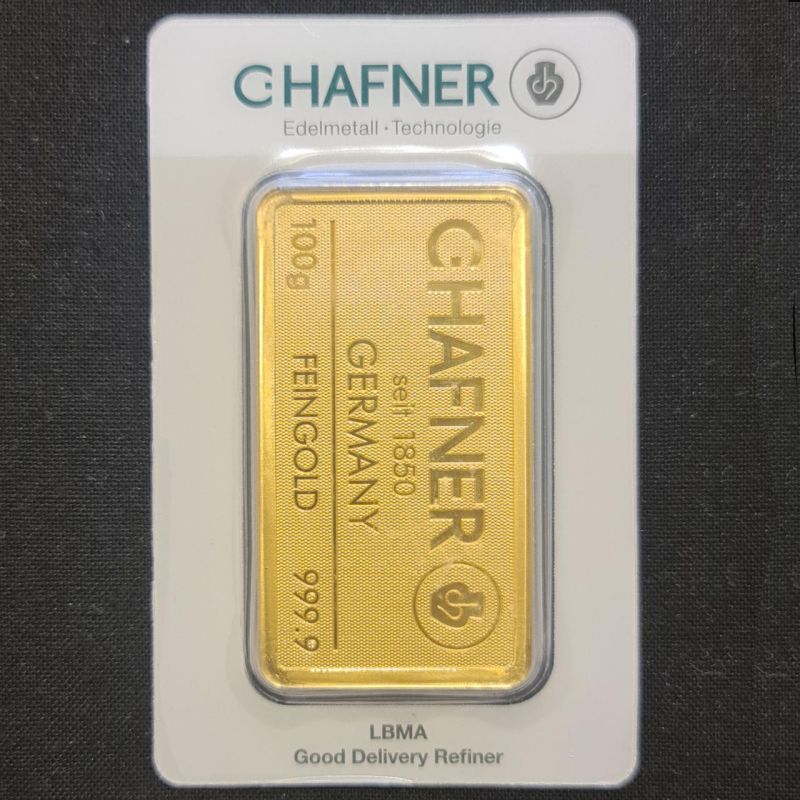 C·HAFNER
Edelmetall · Technologie
C·HAFNER
seit 1850
GERMANY
100g FEINGOLD 999.9
LBMA
Good Delivery Refiner